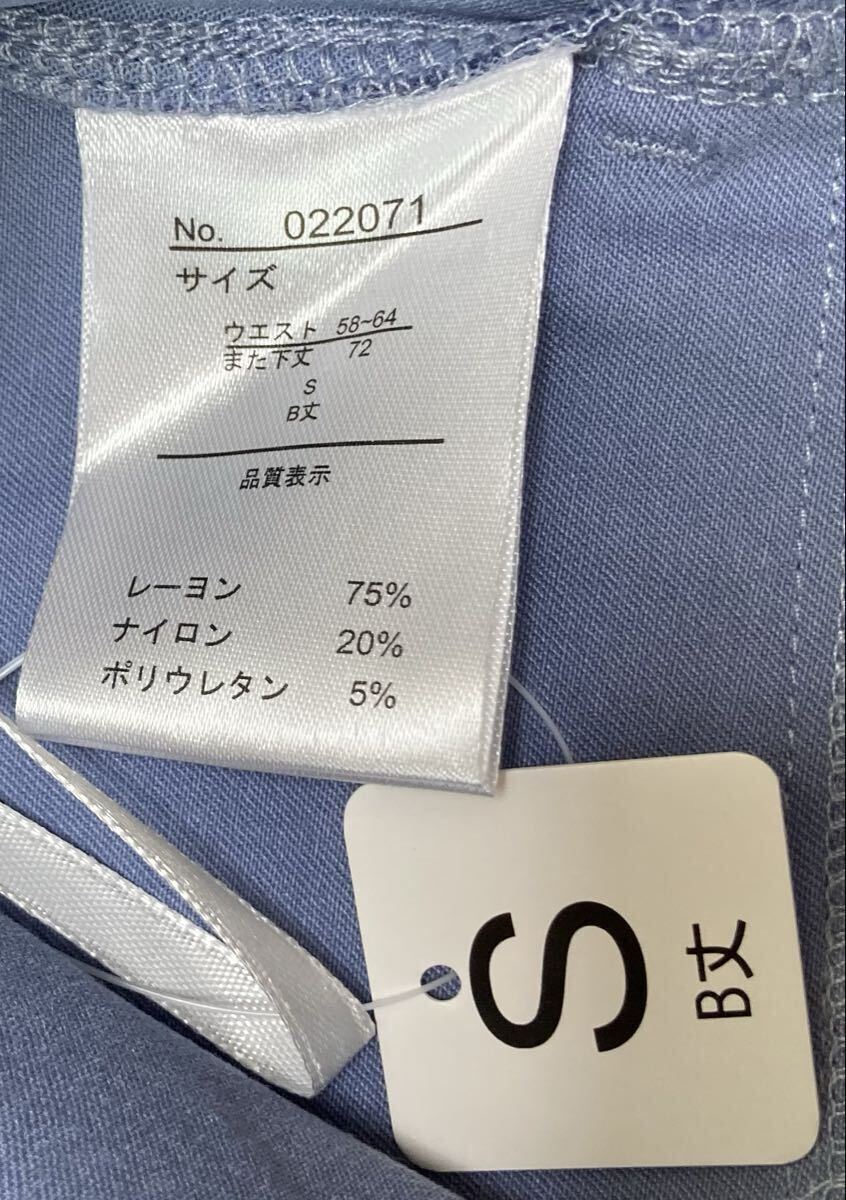 No. 022071
サイズ
ウエスト 58~64
また下丈 72
S
B丈
品質表示
レーヨン 75%
ナイロン 20%
ポリウレタン 5%
S
B丈